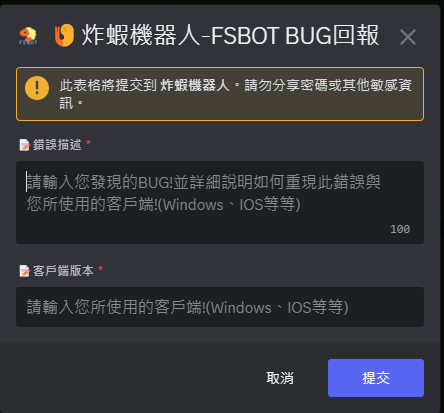 FSBOT
炸蝦機器人-FSBOT BUG回報
此表格將提交到 炸蝦機器人。請勿分享密碼或其他敏感資
訊。
錯誤描述 *
請輸入您發現的BUG!並詳細說明如何重現此錯誤與
您所使用的客戶端!(Windows、IOS等等)
100
客戶端版本 *
請輸入您所使用的客戶端!(Windows、IOS等等)
取消
提交